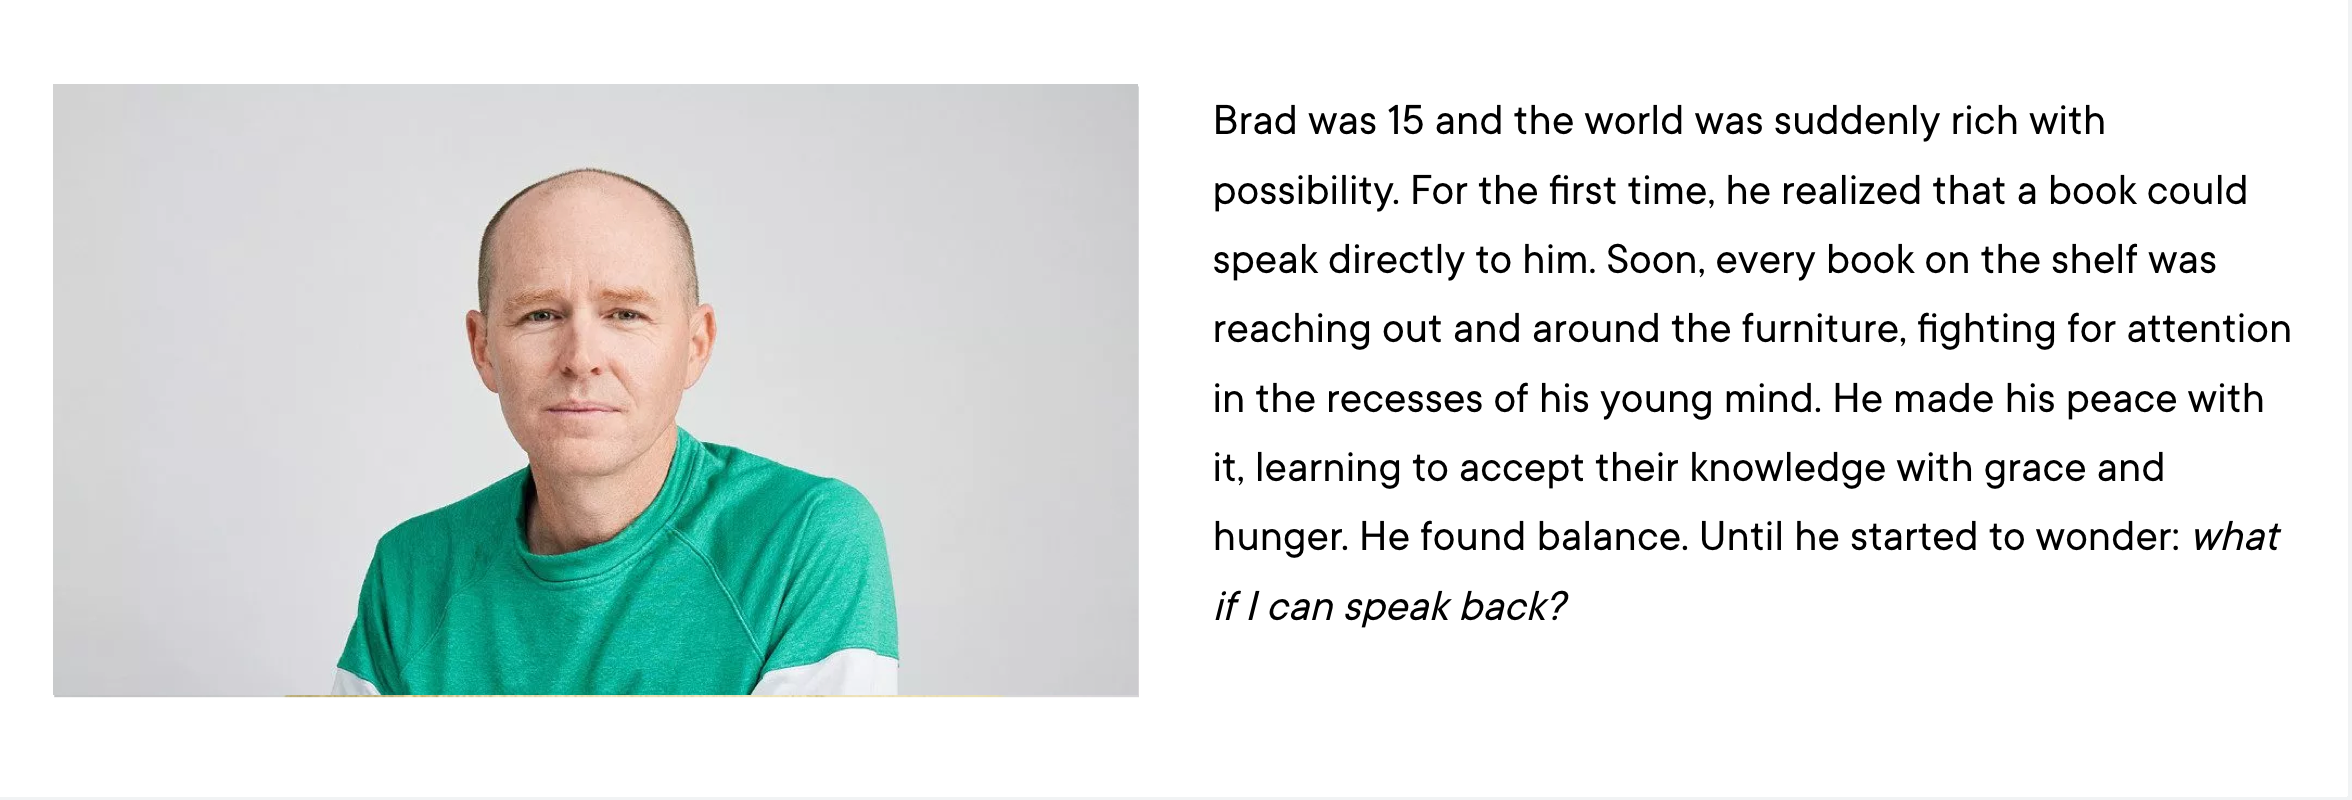 Brad was 15 and the world was suddenly rich with
possibility. For the first time, he realized that a book could
speak directly to him. Soon, every book on the shelf was
reaching out and around the furniture, fighting for attention
in the recesses of his young mind. He made his peace with
it, learning to accept their knowledge with grace and
hunger. He found balance. Until he started to wonder: what
if I can speak back?